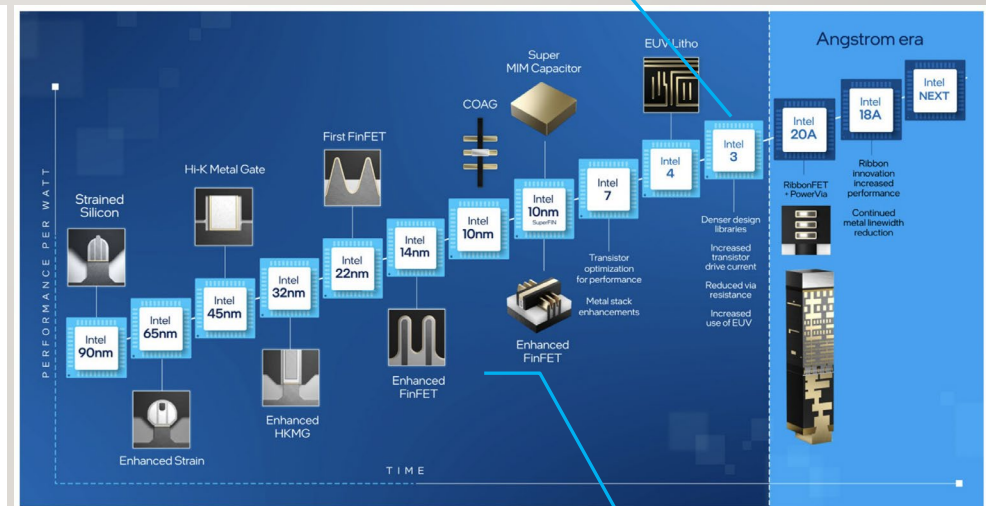 Angstrom era
EUV Litho
Super
MIM Capacitor
COAG
First FinFET
Hi-K Metal Gate
Strained
Silicon
PERFORMANCE PER WATT
Intel
90nm
Intel
65nm
Intel
45nm
Intel
32nm
Intel
22nm
Intel
14nm
Intel
10nm
Intel
10nm
SuperFIN
Intel
7
Intel
4
Intel
3
Intel
20A
Intel
18A
Intel
NEXT
Enhanced Strain
Enhanced
HKMG
Enhanced
FinFET
Enhanced
FinFET
Transistor
optimization
for performance
Metal stack
enhancements
Denser design
libraries
Increased
transistor
drive current
Reduced via
resistance
Increased
use of EUV
RibbonFET
+ PowerVia
Ribbon
innovation
increased
performance
Continued
metal linewidth
reduction
TIME